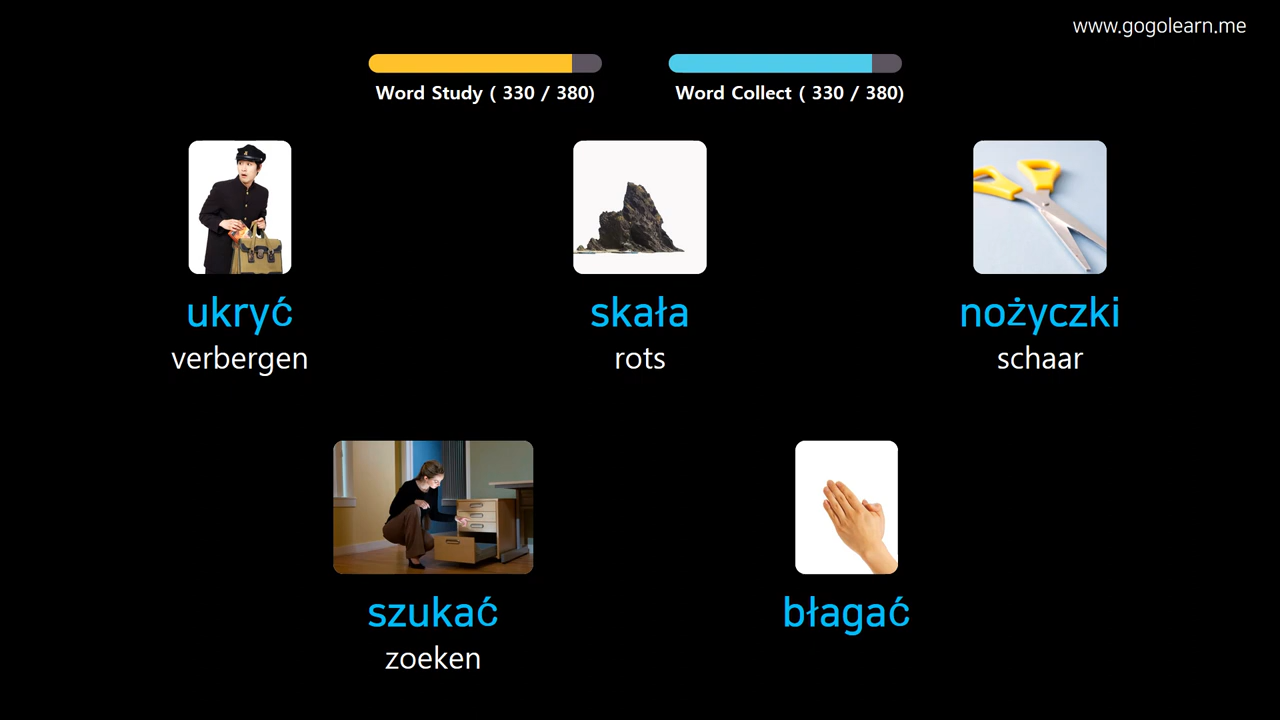 www.gogolearn.me
Word Study ( 330 / 380)
Word Collect ( 330 / 380)
ukryć
verbergen
skała
rots
nożyczki
schaar
szukać
zoeken
błagać